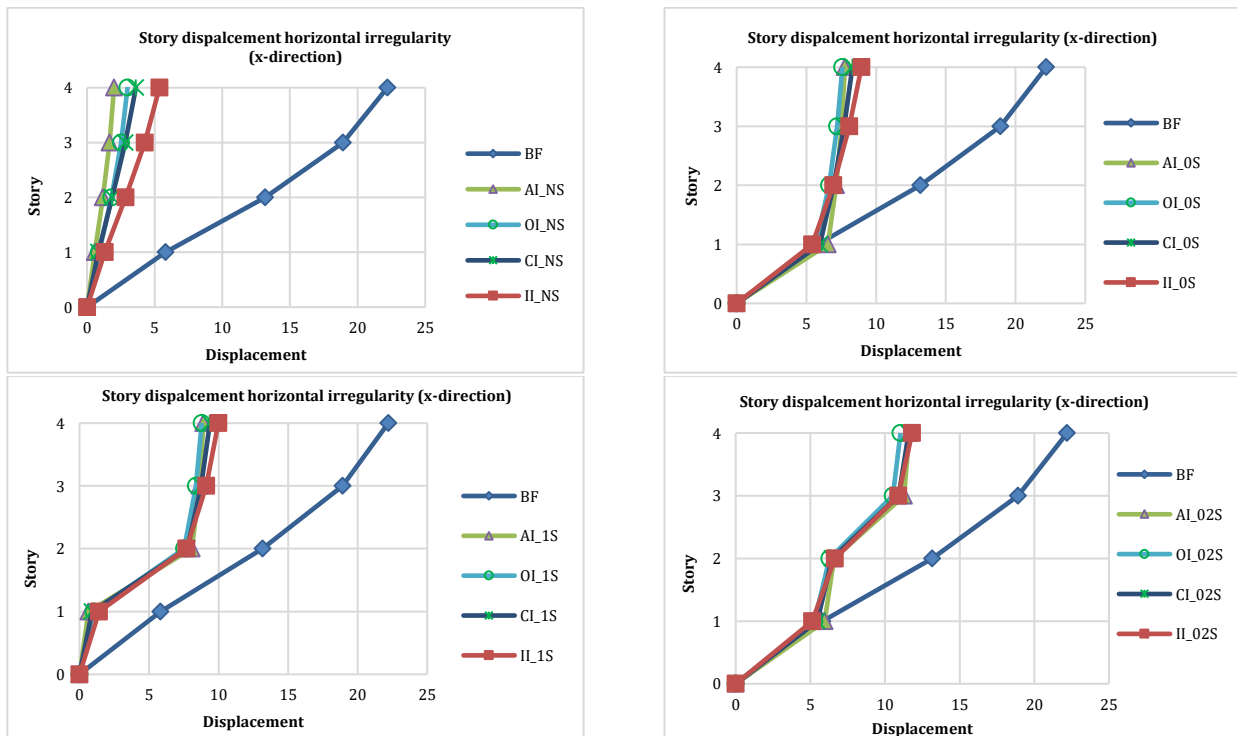 Story dispalcement horizontal irregularity
(x-direction)
4
3
2
1
0
Story
0 5 10 15 20 25
Displacement
BF
AI_NS
OI_NS
CI_NS
II_NS
Story dispalcement horizontal irregularity (x-direction)
4
3
2
1
0
Story
0 5 10 15 20 25
Displacement
BF
AI_0S
OI_0S
CI_0S
II_0S
Story displacement horizontal irregularity (x-direction)
4
3
2
1
0
Story
0 5 10 15 20 25
Displacement
BF
AI_1S
OI_1S
CI_1S
II_1S
Story displacement horizontal irregularity (x-direction)
4
3
2
1
0
Story
0 5 10 15 20 25
Displacement
BF
AI_02S
OI_02S
CI_02S
II_02S